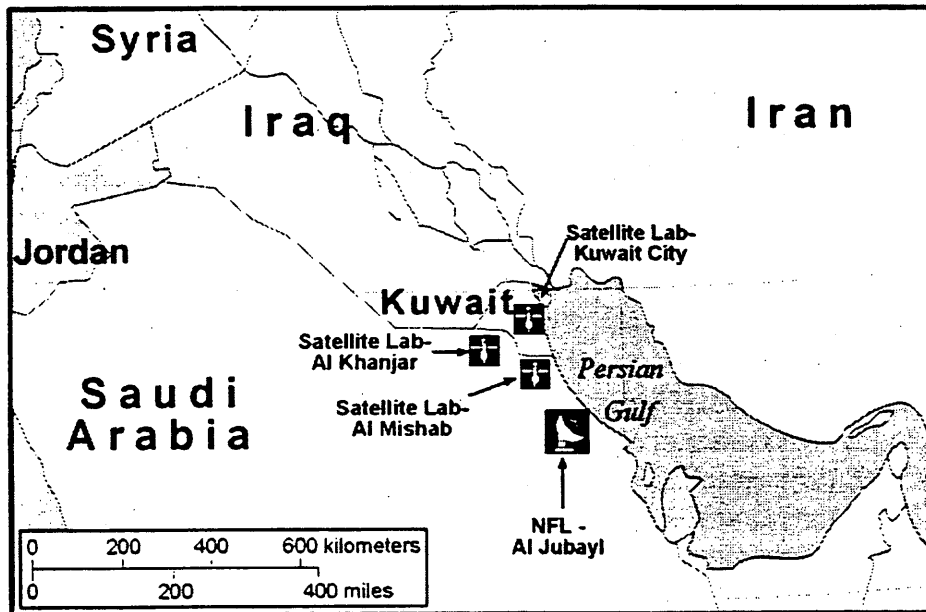 Syria
Iraq
Iran
Jordan
Satellite Lab-
Kuwait City
Kuwait
Satellite Lab-
Al Khanjar
Persian
Gulf
Saudi
Arabia
Satellite Lab-
Al Mishab
NFL -
Al Jubayl
0 200 400 600 kilometers
0 200 400 miles